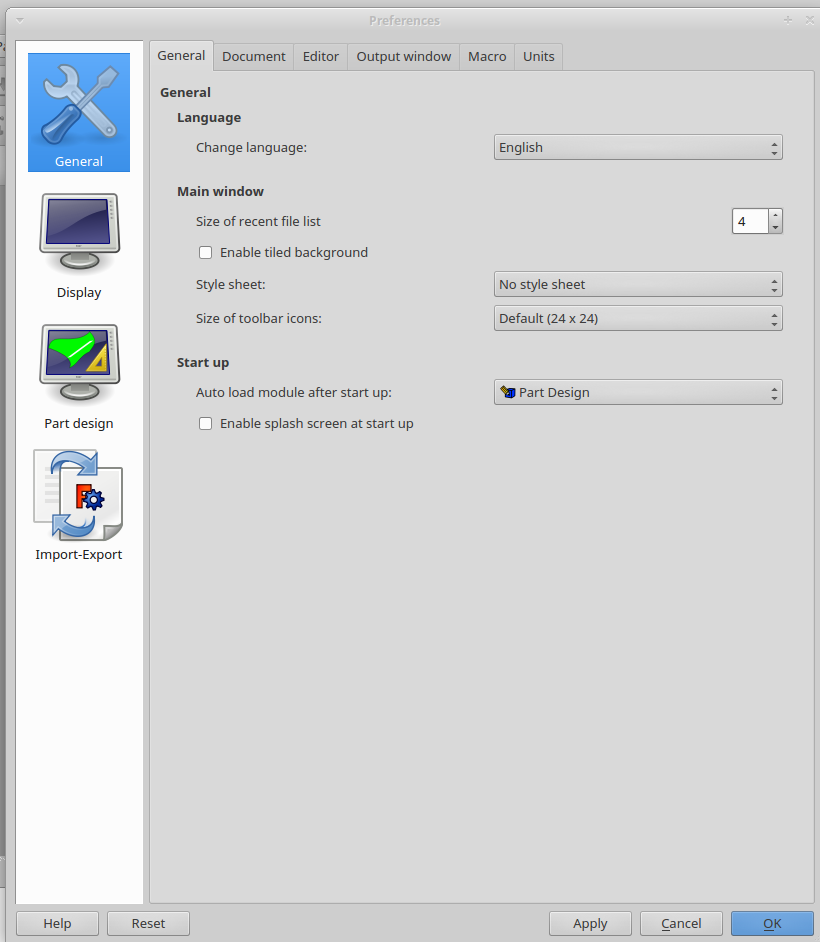 Preferences
General
Display
Part design
Import-Export
General Document Editor Output window Macro Units
General
Language
Change language: English
Main window
Size of recent file list 4
Enable tiled background
Style sheet: No style sheet
Size of toolbar icons: Default (24 x 24)
Start up
Auto load module after start up: Part Design
Enable splash screen at start up
Help Reset Apply Cancel OK